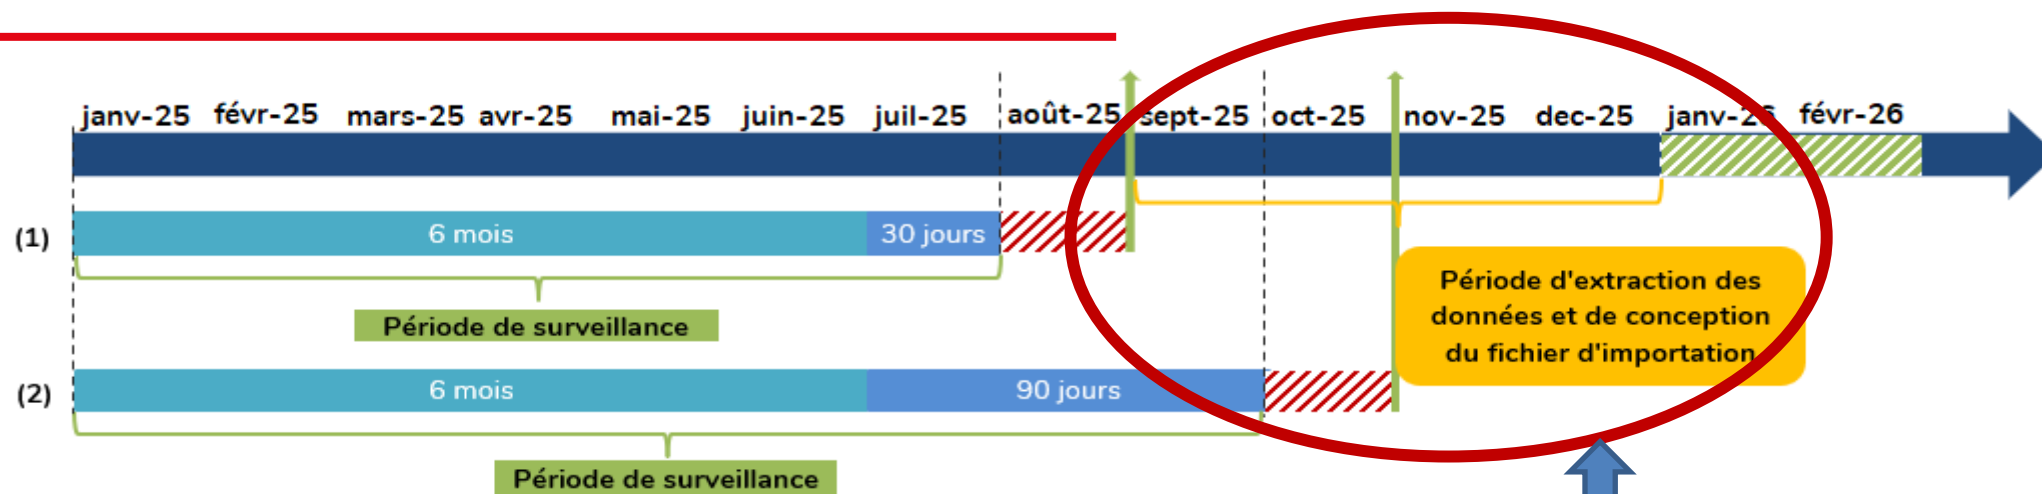 janv-25 févr-25 mars-25 avr-25 mai-25 juin-25 juil-25 août-25 sept-25 oct-25 nov-25 dec-25 janv-26 févr-26
(1) 6 mois 30 jours
Période de surveillance
Période d'extraction des
données et de conception
du fichier d'importation
(2) 6 mois 90 jours
Période de surveillance